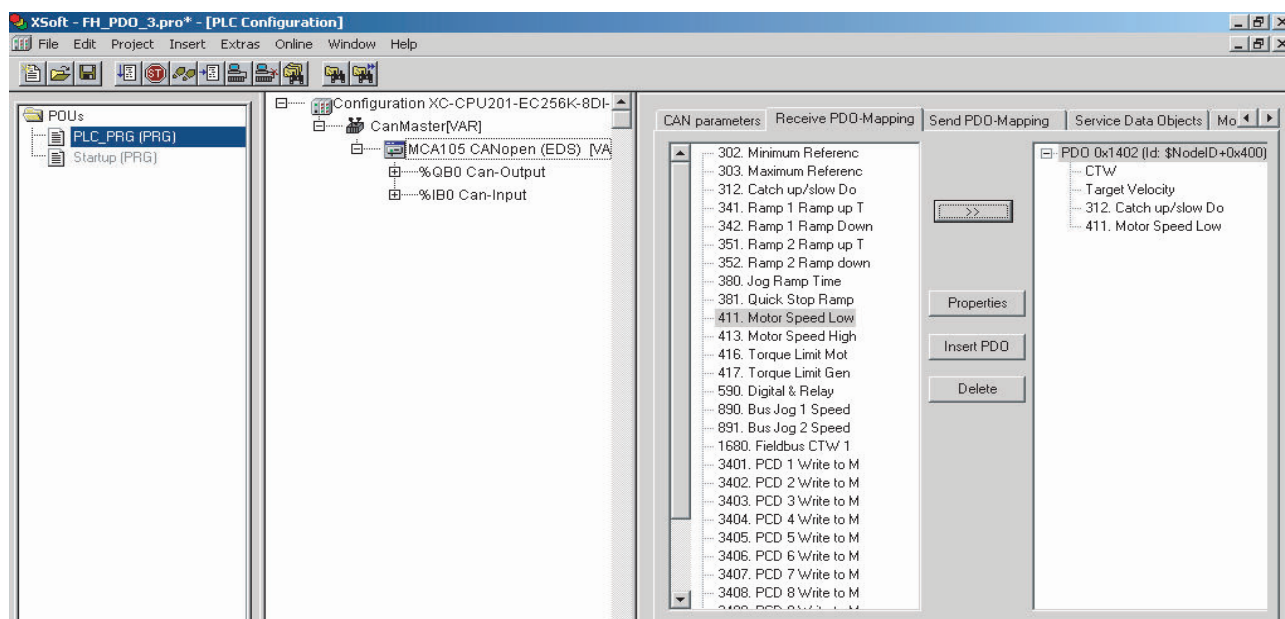 XSoft - FH_PDO_3.pro* - [PLC Configuration]
File Edit Project Insert Extras Online Window Help
POUs
PLC_PRG (PRG)
Startup (PRG)
Configuration XC-CPU201-EC256K-8DI-
CanMaster[VAR]
MCA105 CANopen (EDS) [VA
%QB0 Can-Output
%IB0 Can-Input
CAN parameters Receive PDO-Mapping Send PDO-Mapping Service Data Objects Mo
302. Minimum Referenc
303. Maximum Referenc
312. Catch up/slow Do
341. Ramp 1 Ramp up T
342. Ramp 1 Ramp Down
351. Ramp 2 Ramp up T
352. Ramp 2 Ramp down
380. Jog Ramp Time
381. Quick Stop Ramp
411. Motor Speed Low
413. Motor Speed High
416. Torque Limit Mot
417. Torque Limit Gen
590. Digital & Relay
890. Bus Jog 1 Speed
891. Bus Jog 2 Speed
1680. Fieldbus CTW 1
3401. PCD 1 Write to M
3402. PCD 2 Write to M
3403. PCD 3 Write to M
3404. PCD 4 Write to M
3405. PCD 5 Write to M
3406. PCD 6 Write to M
3407. PCD 7 Write to M
3408. PCD 8 Write to M
>>
Properties
Insert PDO
Delete
PDO 0x1402 (Id: $NodeID+0x400)
CTW
Target Velocity
312. Catch up/slow Do
411. Motor Speed Low